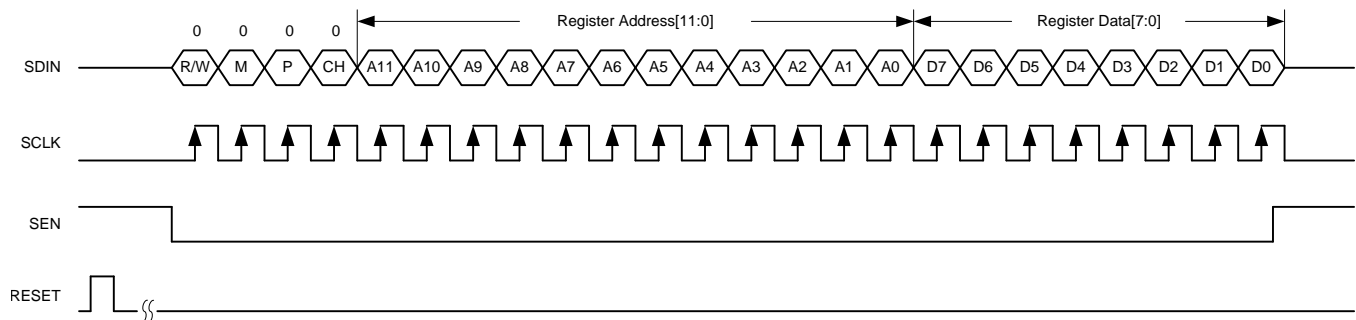 0 0 0 0 Register Address[11:0] Register Data[7:0]
SDIN R/W M P CH A11 A10 A9 A8 A7 A6 A5 A4 A3 A2 A1 A0 D7 D6 D5 D4 D3 D2 D1 D0
SCLK
SEN
RESET